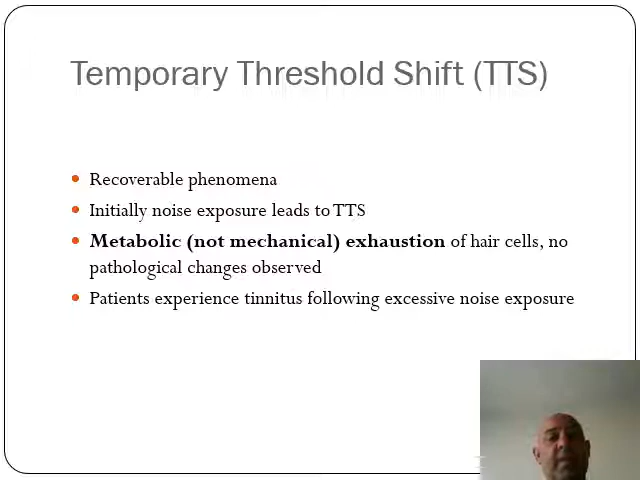 Temporary Threshold Shift (TTS)
Recoverable phenomena
Initially noise exposure leads to TTS
Metabolic (not mechanical) exhaustion of hair cells, no
pathological changes observed
Patients experience tinnitus following excessive noise exposure